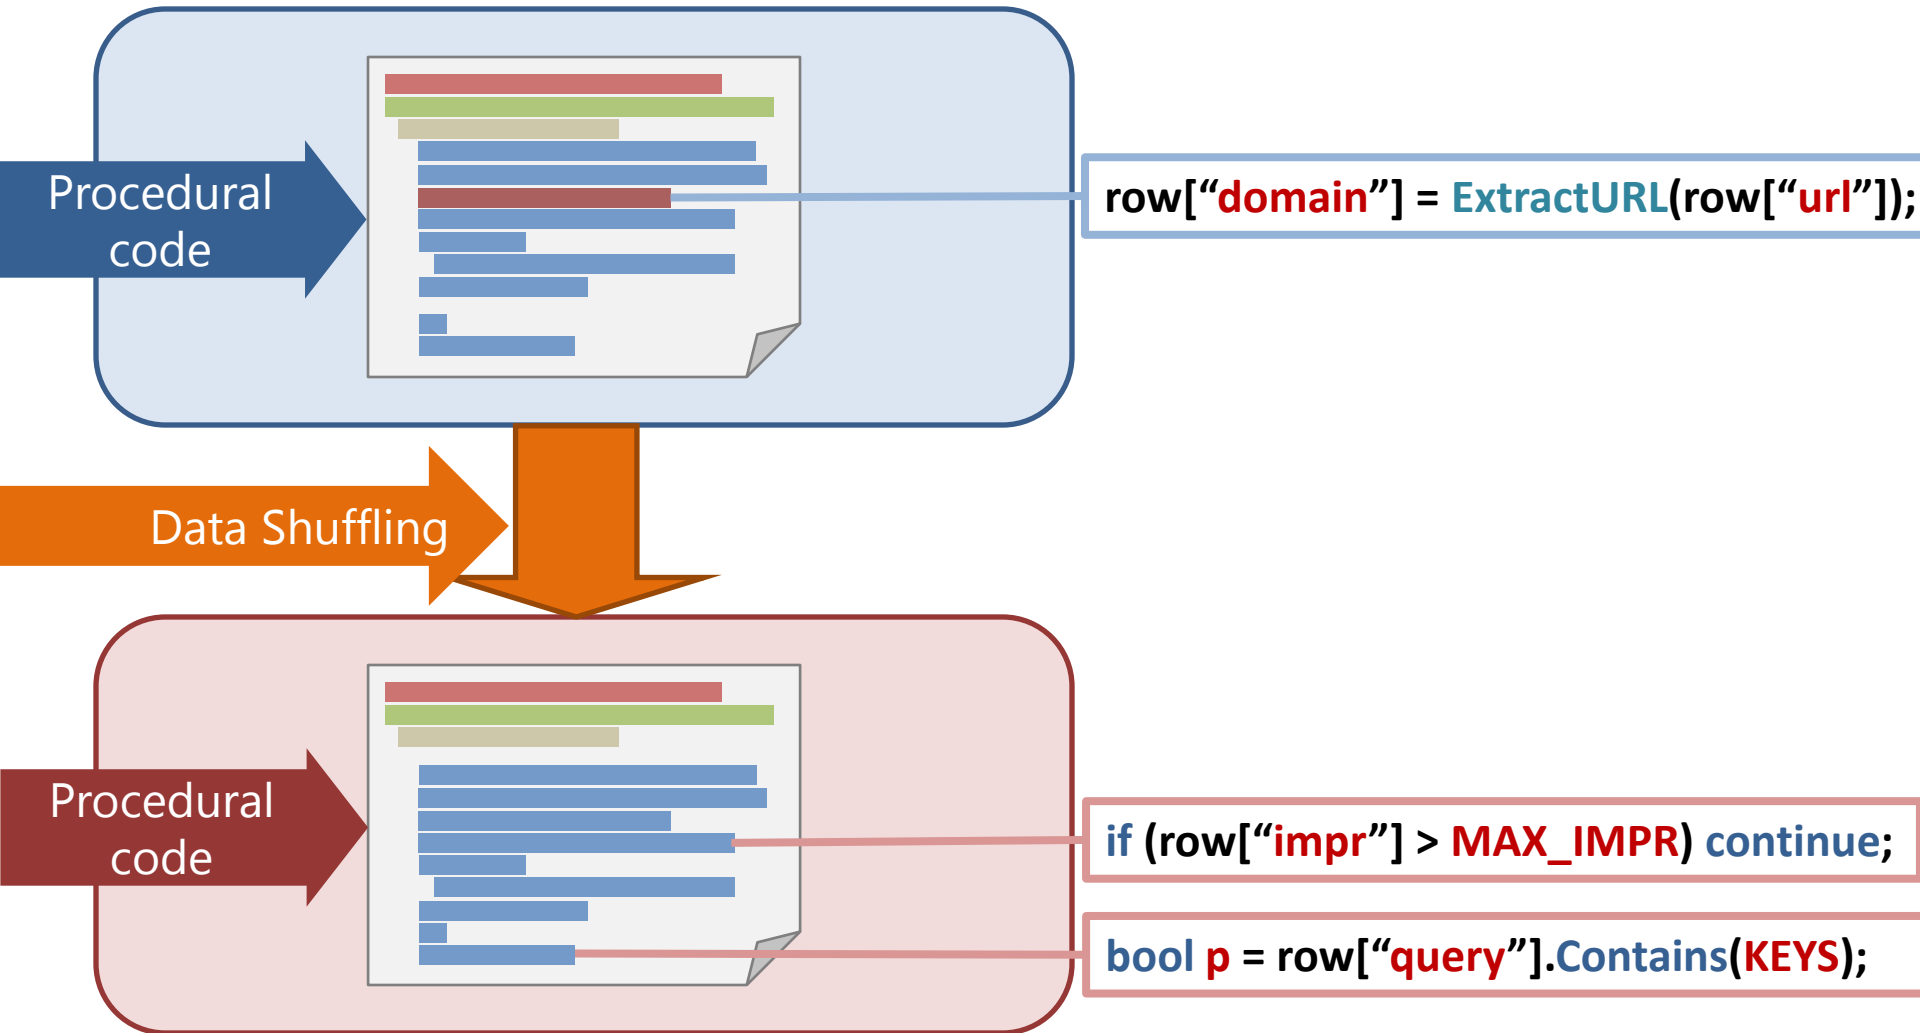 Procedural
code
row[“domain”] = ExtractURL(row[“url”]);
Data Shuffling
Procedural
code
if (row[“impr”] > MAX_IMPR) continue;
bool p = row[“query”].Contains(KEYS);